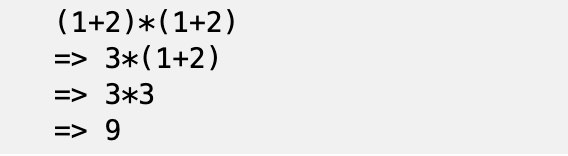 (1+2)*(1+2)
=> 3*(1+2)
=> 3*3
=> 9